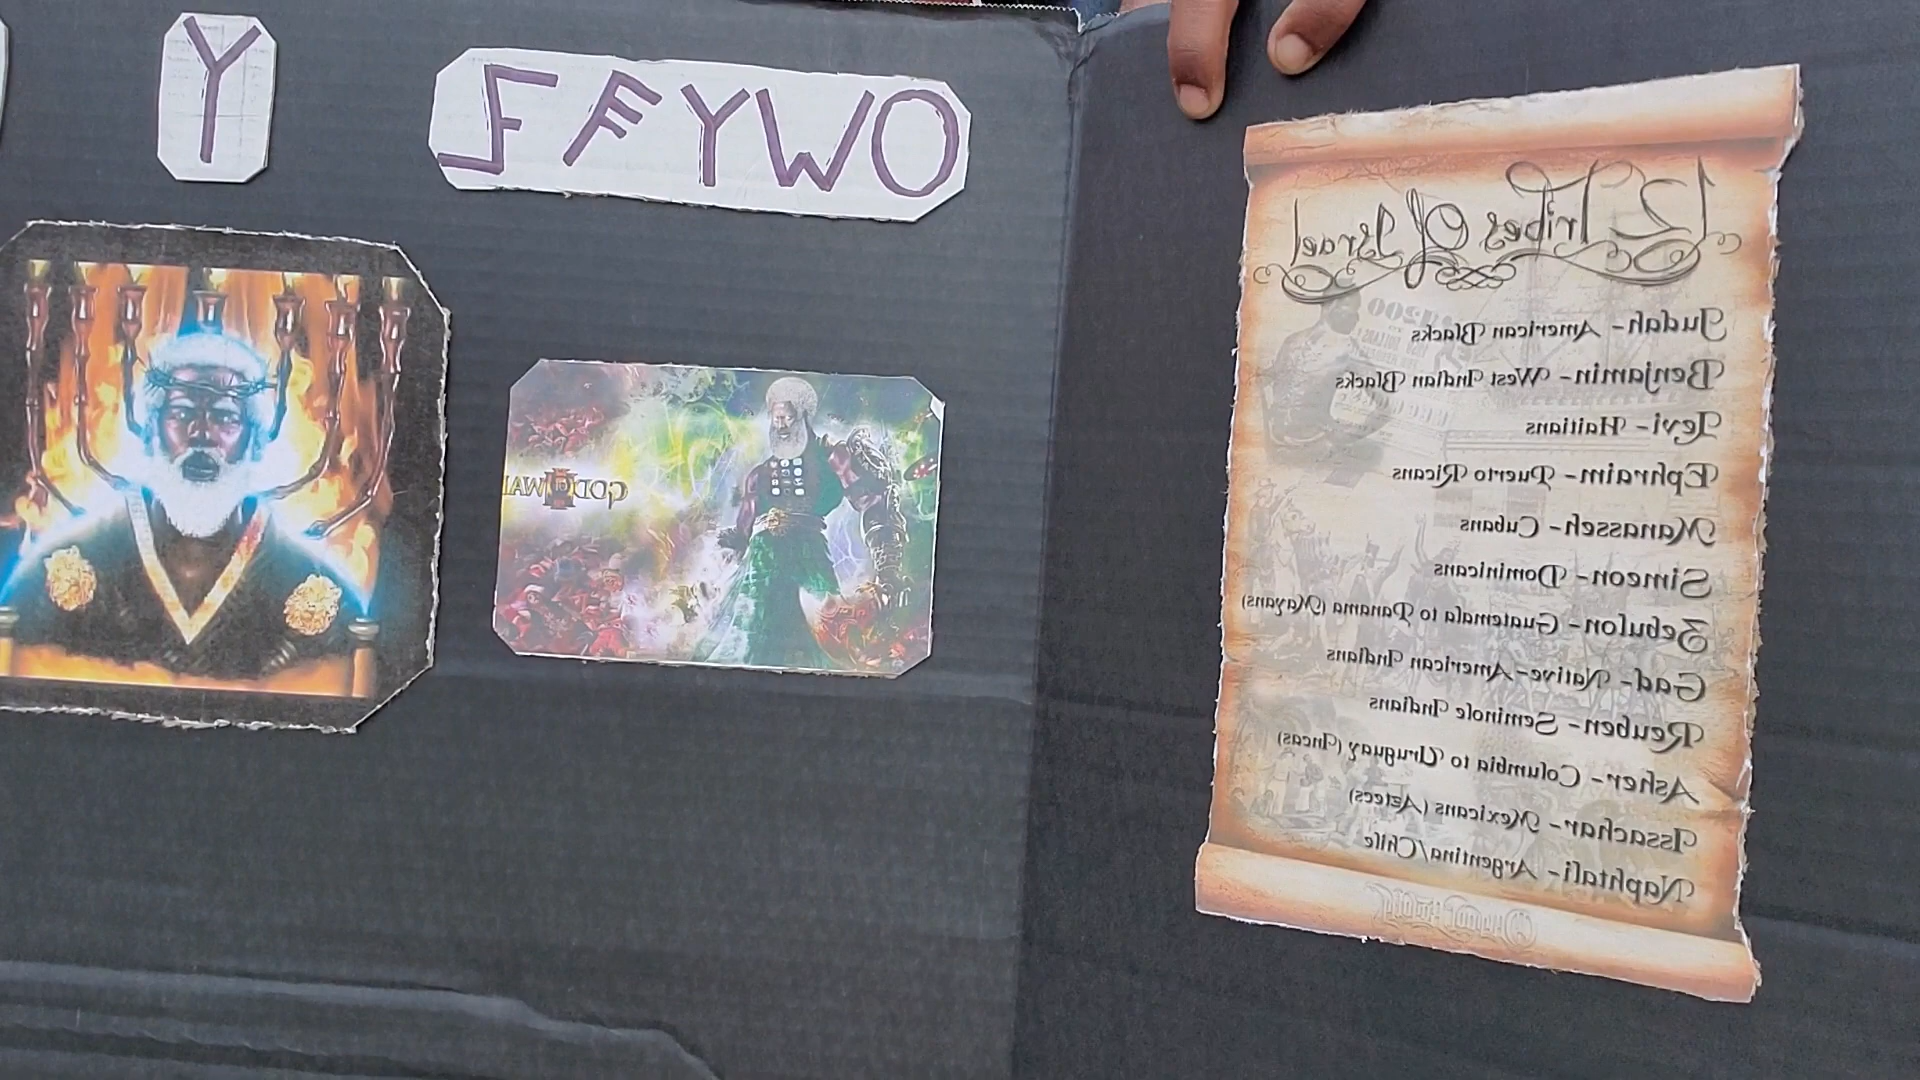 𐤅 𐤉𐤄𐤅𐤔𐤏
GOD
12 Tribes Of Israel
Judah- American Blacks
Benjamin- West Indian Blacks
Levi- Haitians
Ephraim- Puerto Ricans
Manasseh- Cubans
Simeon- Dominicans
Zebulon- Guatemala to Panama (Mayans)
Gad- Native-American Indians
Reuben- Seminole Indians
Asher- Columbia to Uruguay (Incas)
Issachar- Mexicans (Aztecs)
Naphtali- Argentina/Chile